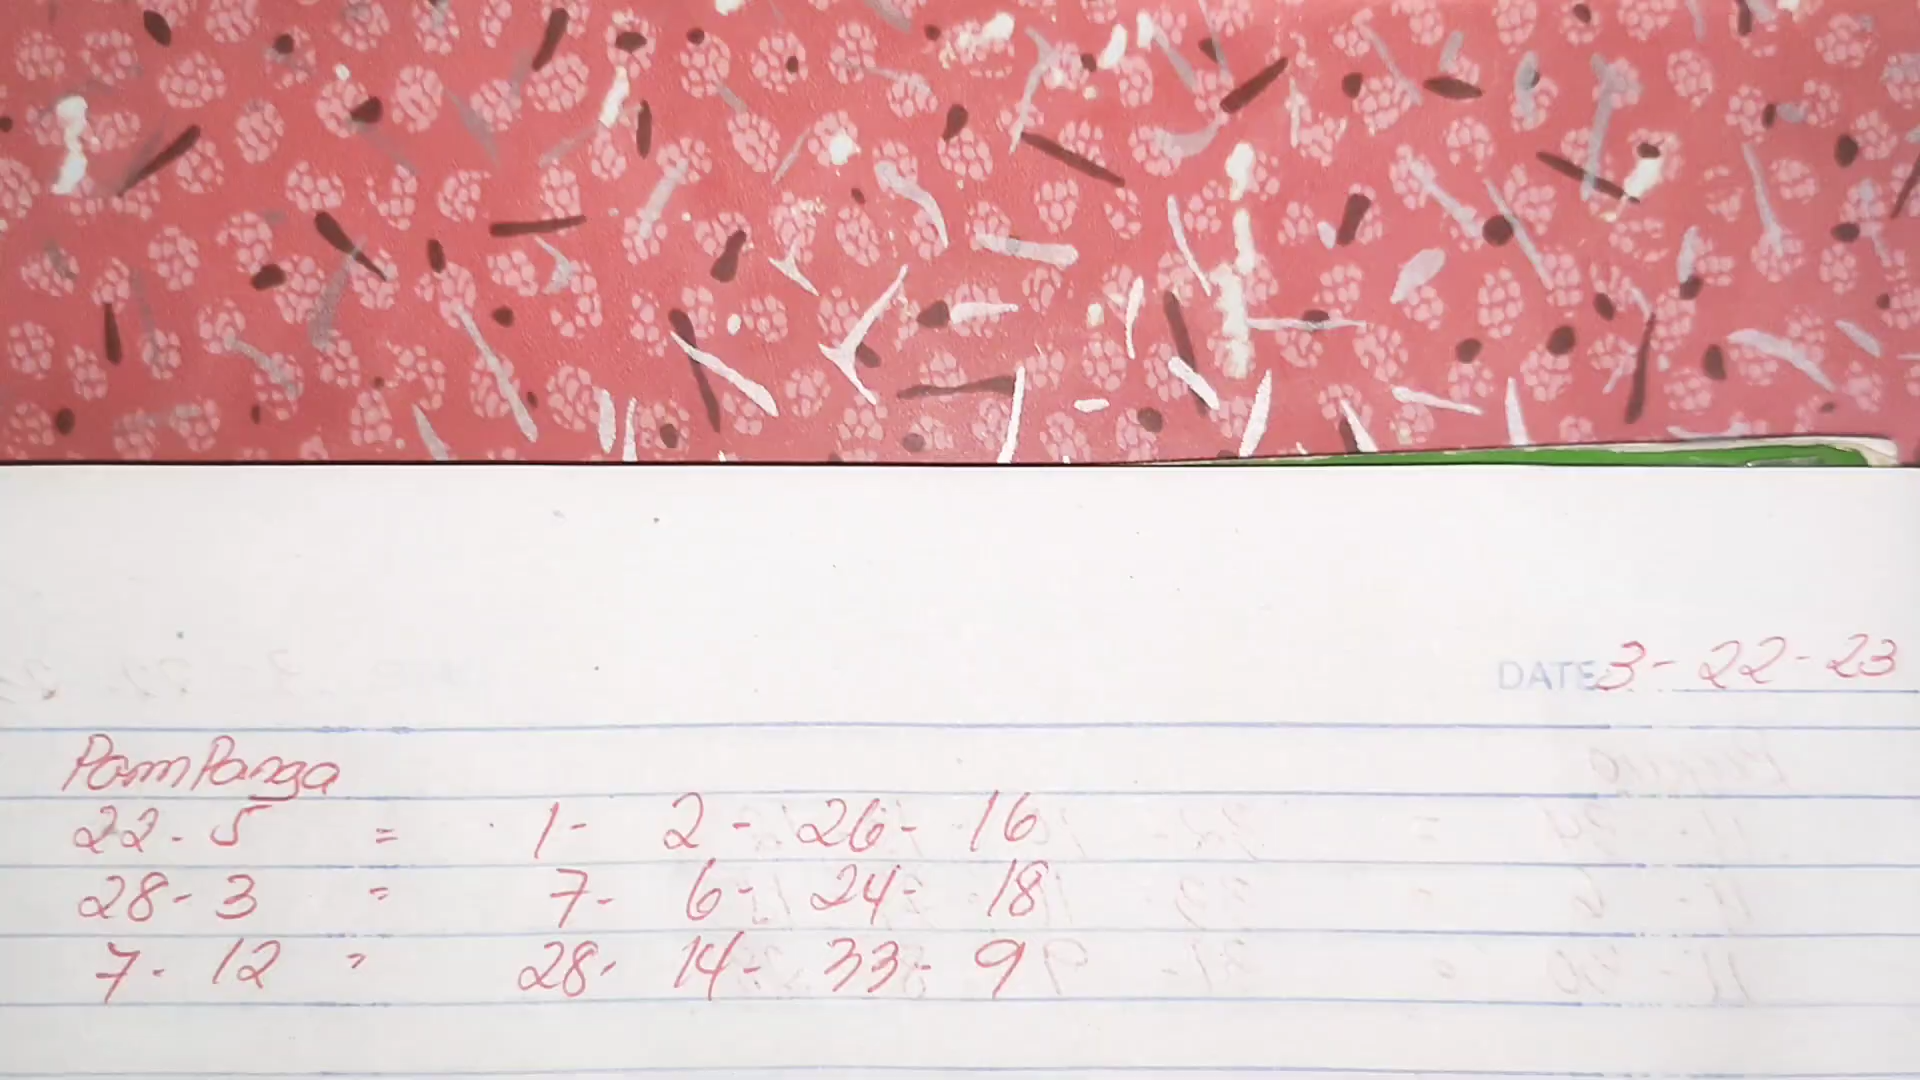 DATE 3-22-23
PamPanga
22-5 = 1- 2- 26- 16
28-3 = 7- 6- 24- 18
7-12 = 28- 14- 33- 9